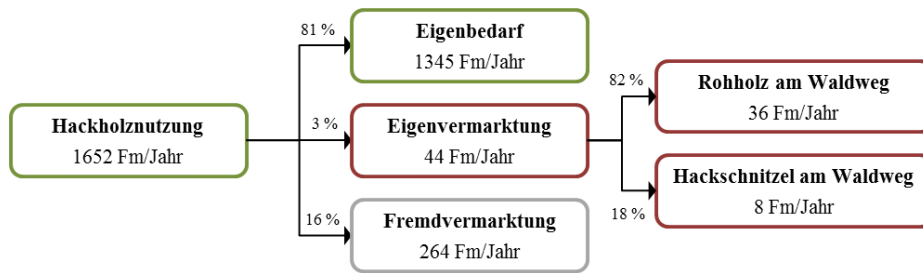 81 %
Eigenbedarf
1345 Fm/Jahr
82 %
Rohholz am Waldweg
36 Fm/Jahr
Hackholznutzung
1652 Fm/Jahr
3 %
Eigenvermarktung
44 Fm/Jahr
Hackschnitzel am Waldweg
8 Fm/Jahr
18 %
16 %
Fremdvermarktung
264 Fm/Jahr